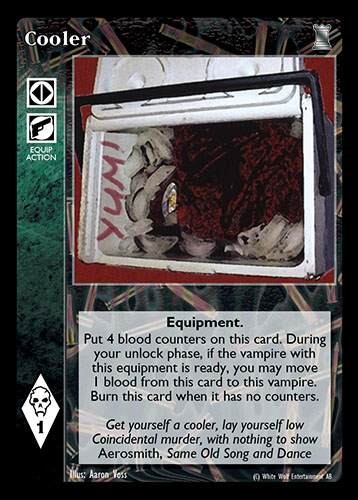 Cooler
EQUIP
ACTION
YUM!
Equipment.
Put 4 blood counters on this card. During
your unlock phase, if the vampire with
this equipment is ready, you may move
1 blood from this card to this vampire.
Burn this card when it has no counters.
Get yourself a cooler, lay yourself low
Coincidental murder, with nothing to show
Aerosmith, Same Old Song and Dance
1
Illus: Aaron Voss
(C) White Wolf Entertainment AB